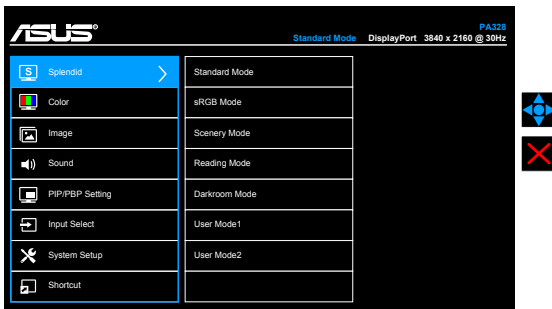 ASUS
PA328
Standard Mode DisplayPort 3840 x 2160 @ 30Hz
S Splendid
Color
Image
Sound
PIP/PBP Setting
Input Select
System Setup
Shortcut
Standard Mode
sRGB Mode
Scenery Mode
Reading Mode
Darkroom Mode
User Mode1
User Mode2